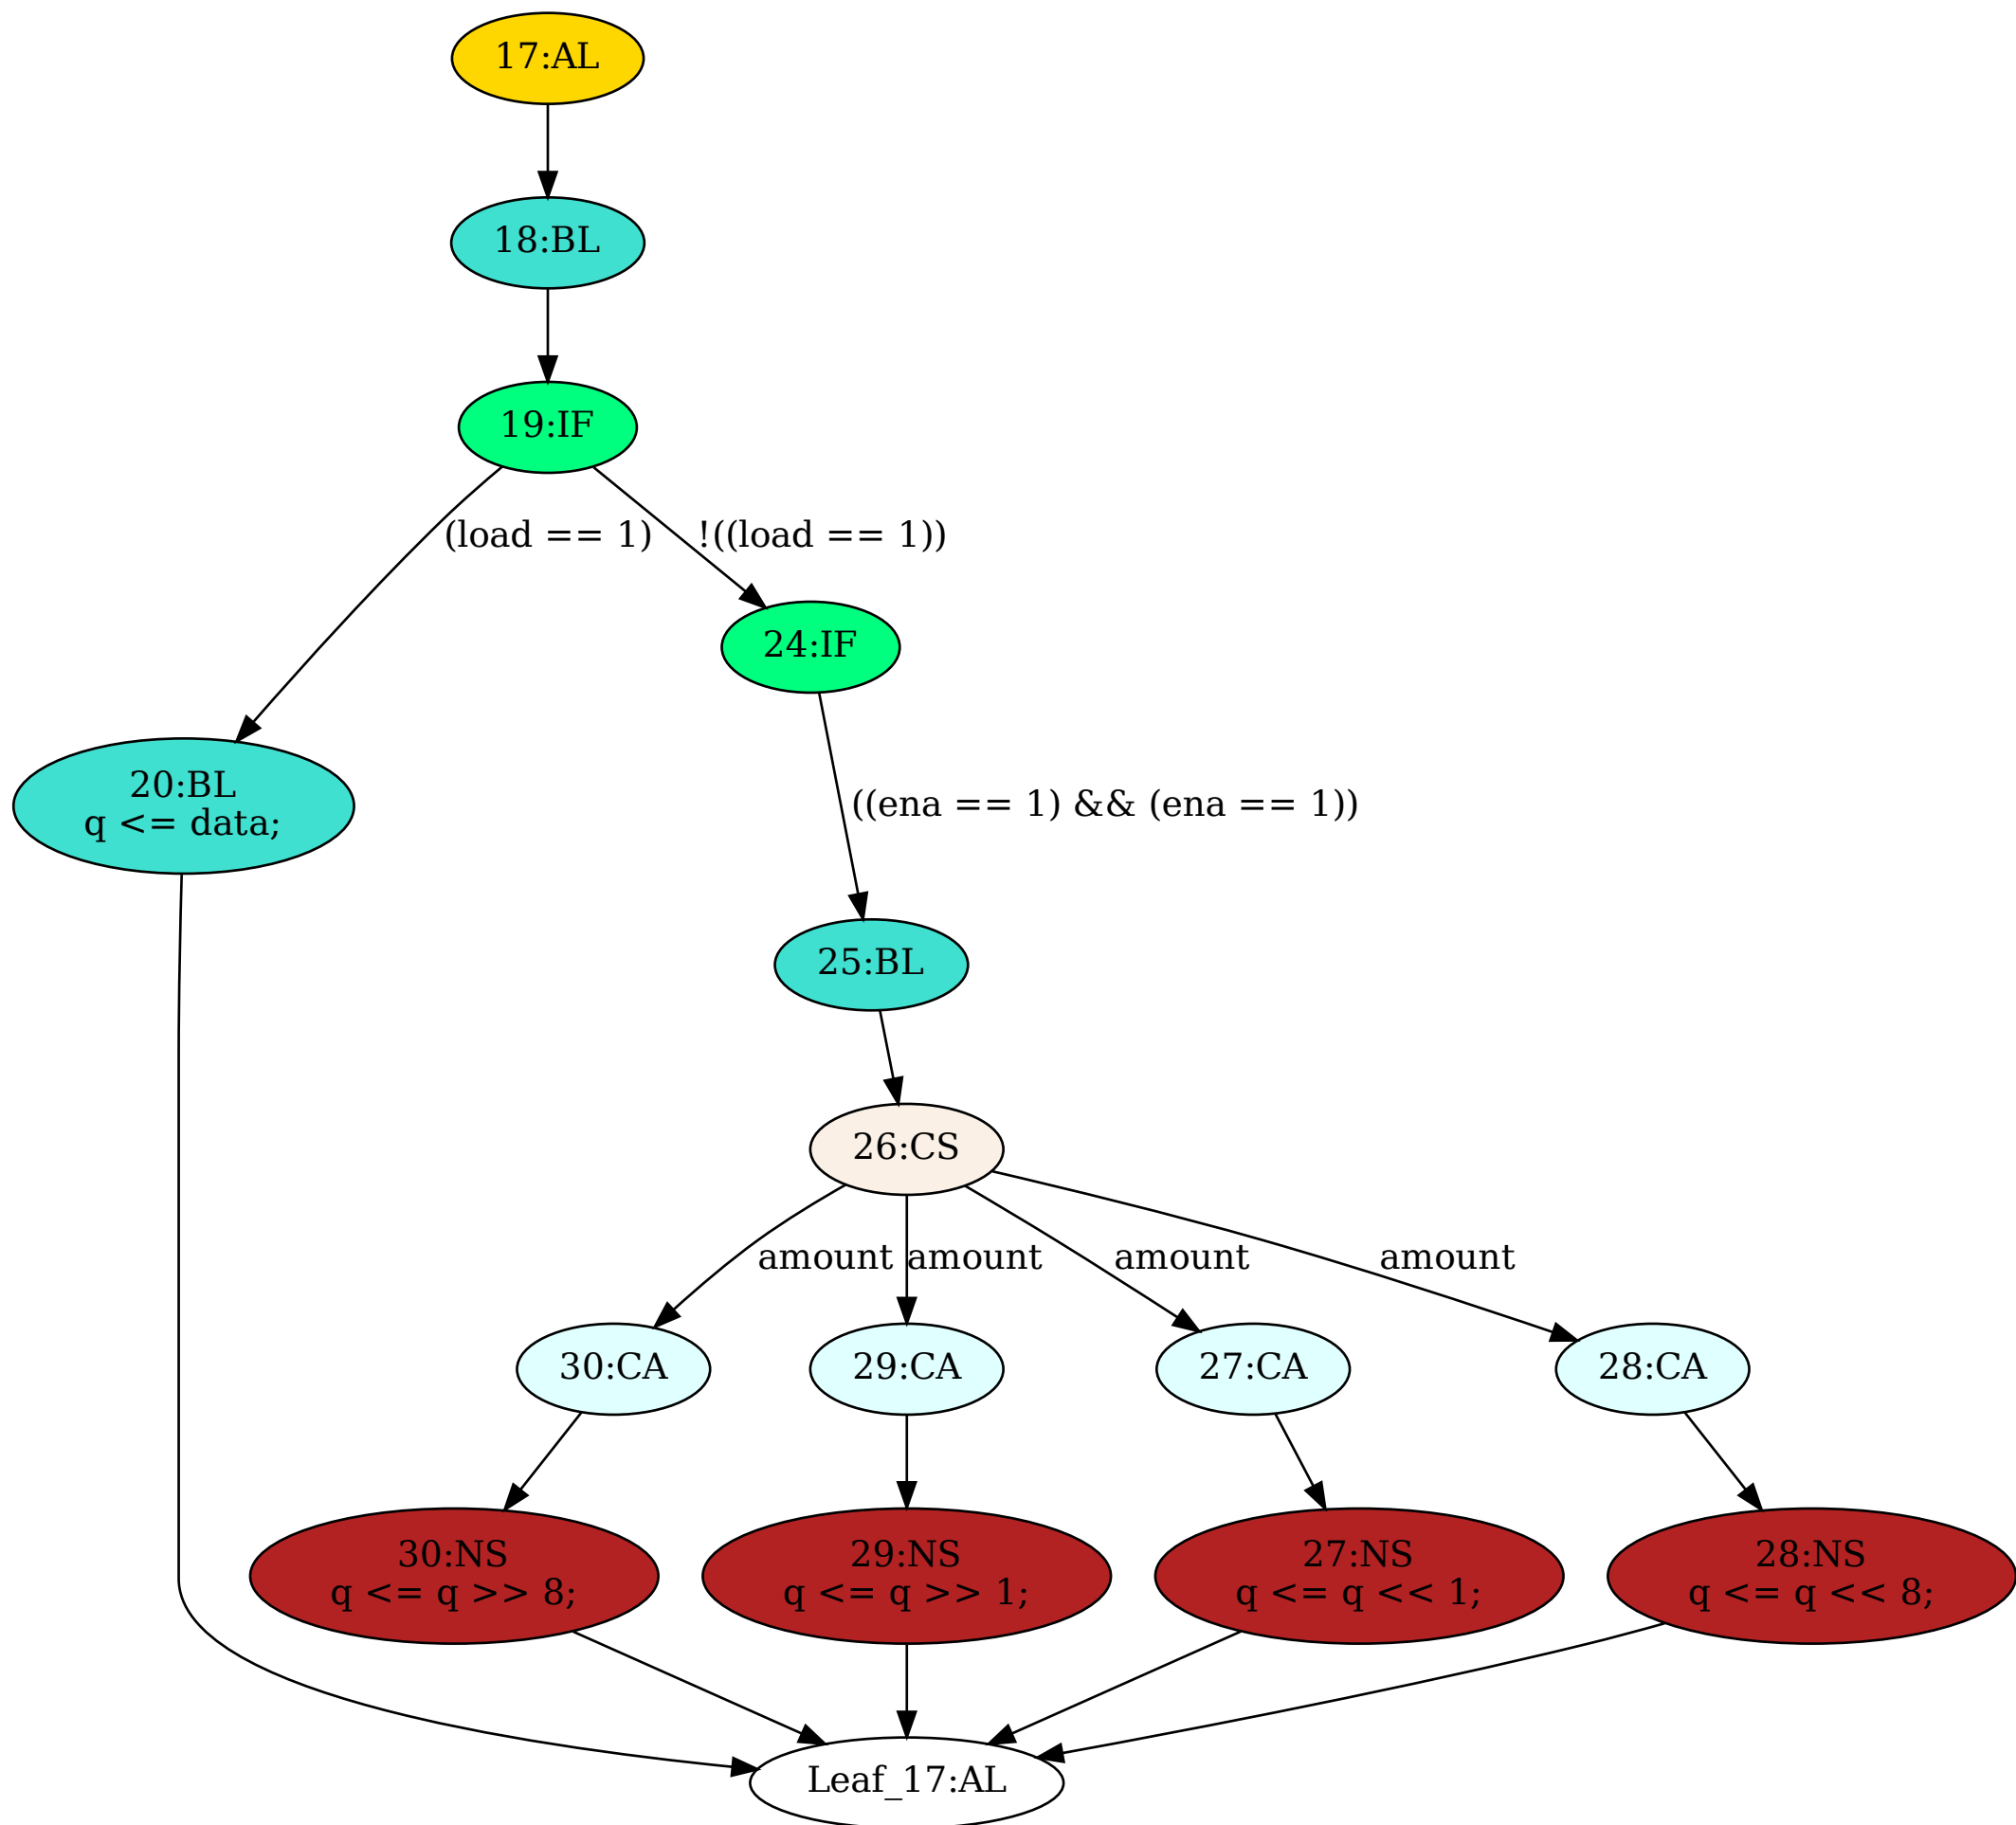 17:AL
18:BL
19:IF
(load == 1)
!((load == 1))
24:IF
20:BL
q <= data;
((ena == 1) && (ena == 1))
25:BL
26:CS
amount
amount
amount
amount
30:CA
29:CA
27:CA
28:CA
30:NS
q <= q >> 8;
29:NS
q <= q >> 1;
27:NS
q <= q << 1;
28:NS
q <= q << 8;
Leaf_17:AL